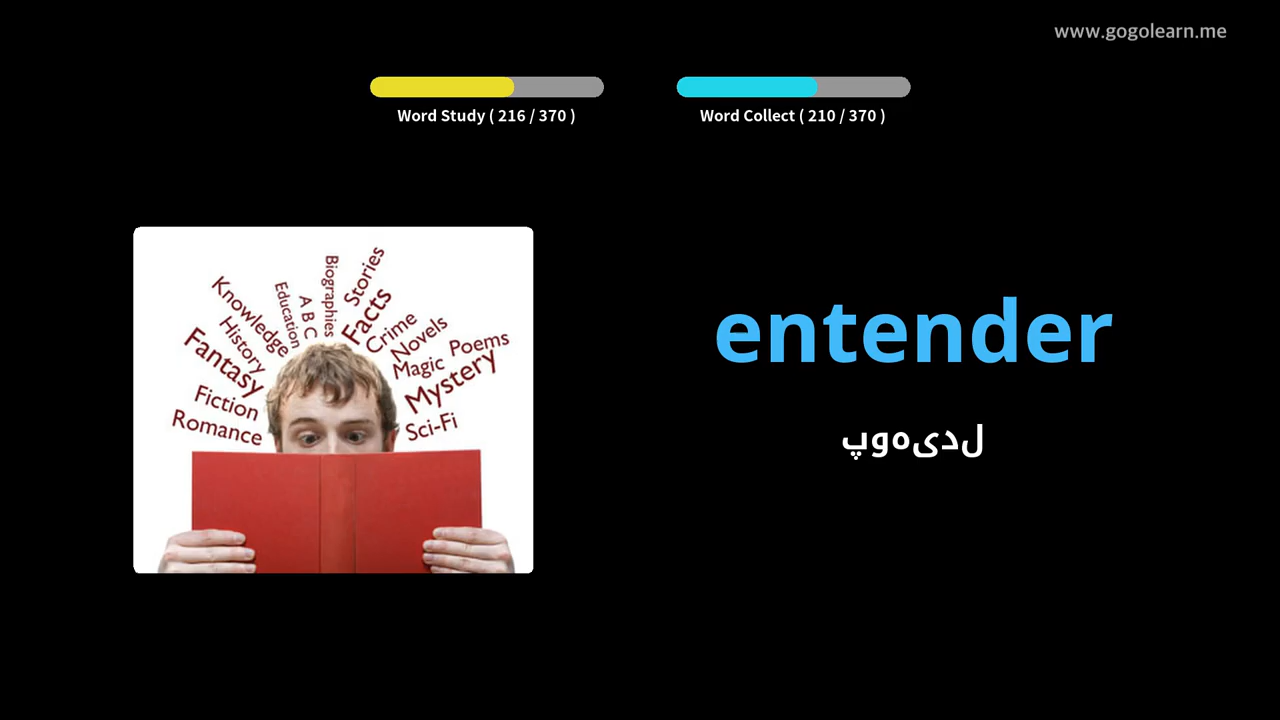 www.gogolearn.me
Word Study ( 216 / 370 )
Word Collect ( 210 / 370 )
Romance
Fiction
Fantasy
History
Knowledge
Education
A B C
Biographies
Stories
Facts
Crime
Novels
Magic
Poems
Mystery
Sci-Fi
entender
لدیهوپ